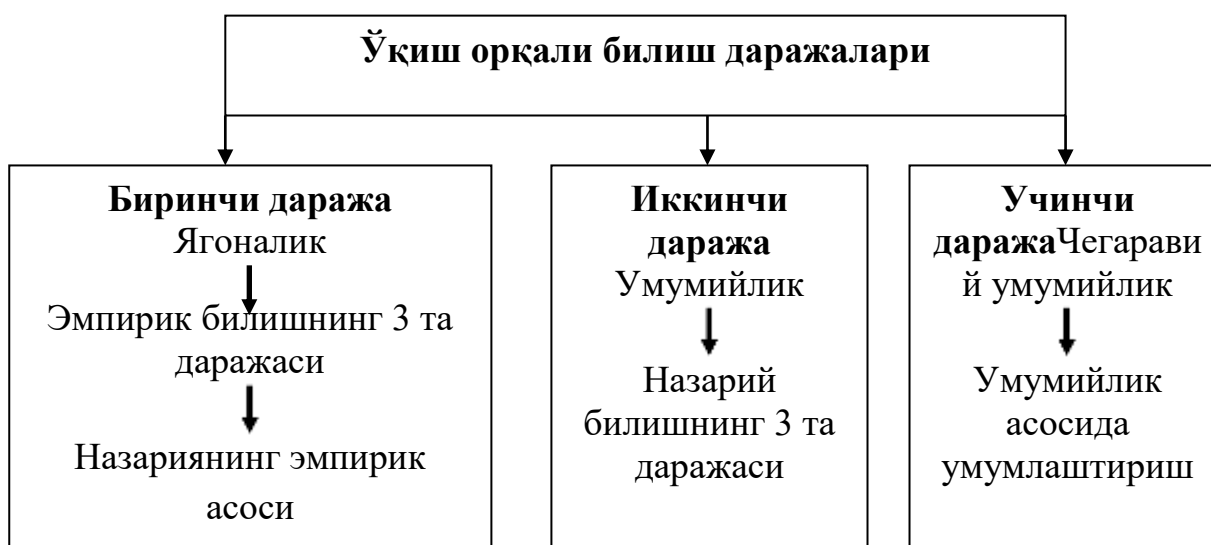 Ўқиш орқали билиш даражалари
Биринчи даража
Ягоналик
Эмпирик билишнинг 3 та
даражаси
Назариянинг эмпирик
асоси
Иккинчи
даража
Умумийлик
Назарий
билишнинг 3 та
даражаси
Учинчи
даражаЧегарави
й умумийлик
Умумийлик
асосида
умумлаштириш